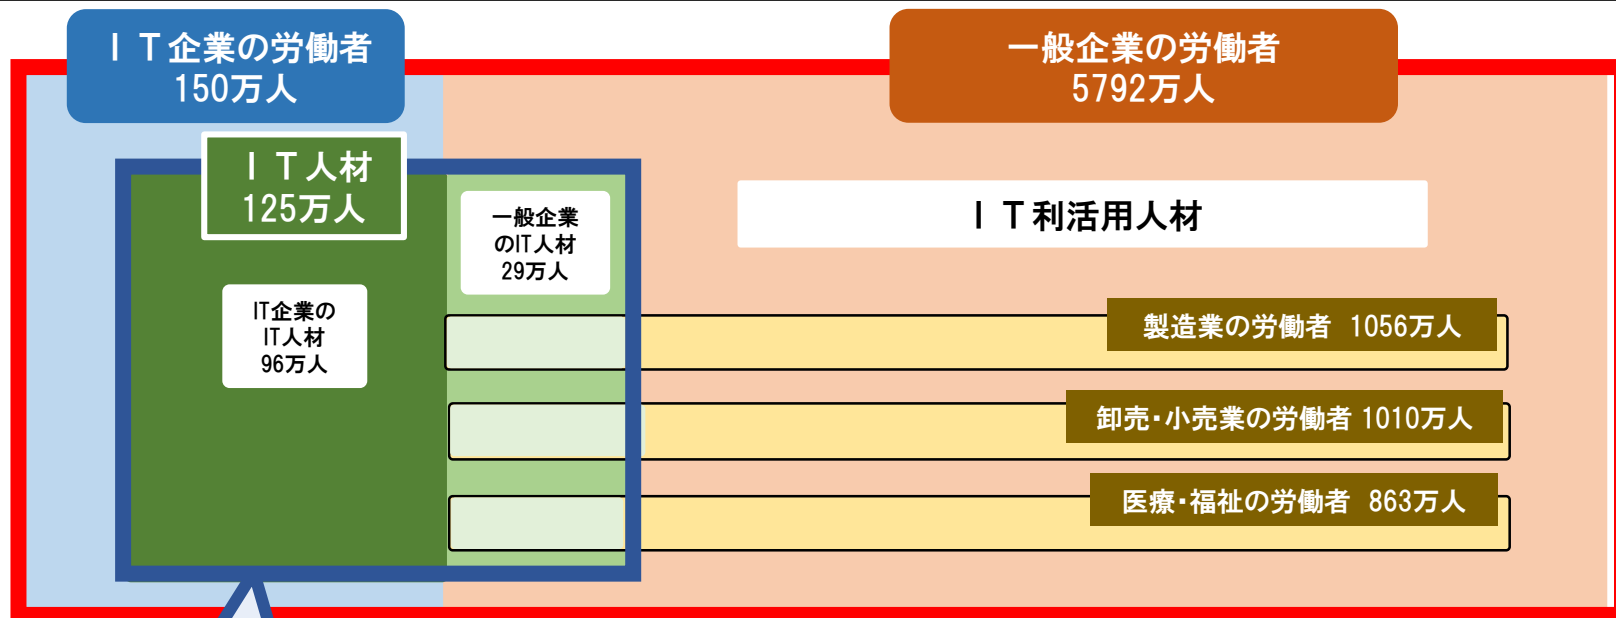 ＩＴ企業の労働者
150万人
一般企業の労働者
5792万人
ＩＴ人材
125万人
一般企業
のIT人材
29万人
ＩＴ利活用人材
IT企業の
IT人材
96万人
製造業の労働者 1056万人
卸売・小売業の労働者 1010万人
医療・福祉の労働者 863万人